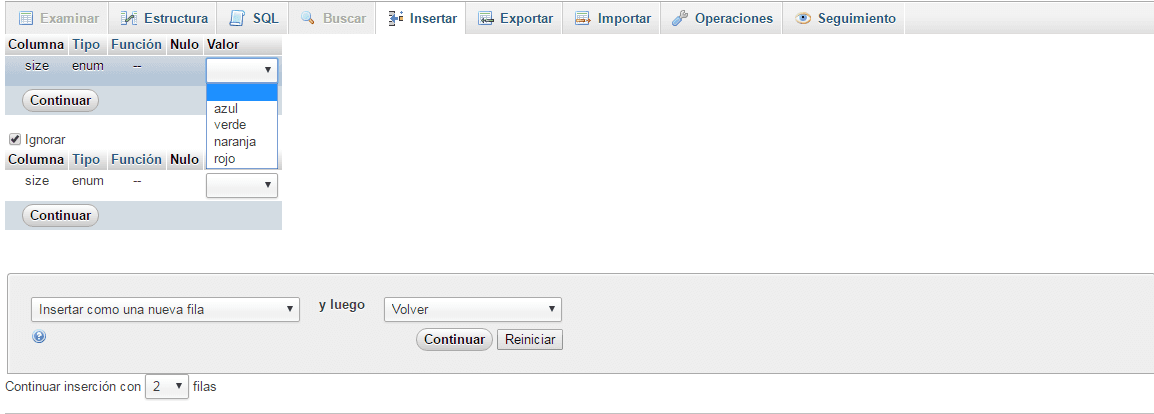 Examinar Estructura SQL Buscar Insertar Exportar Importar Operaciones Seguimiento
Columna Tipo Función Nulo Valor
size enum --
Continuar
azul
verde
naranja
rojo
Ignorar
Columna Tipo Función Nulo
size enum --
Continuar
Insertar como una nueva fila y luego Volver
Continuar Reiniciar
Continuar inserción con 2 filas